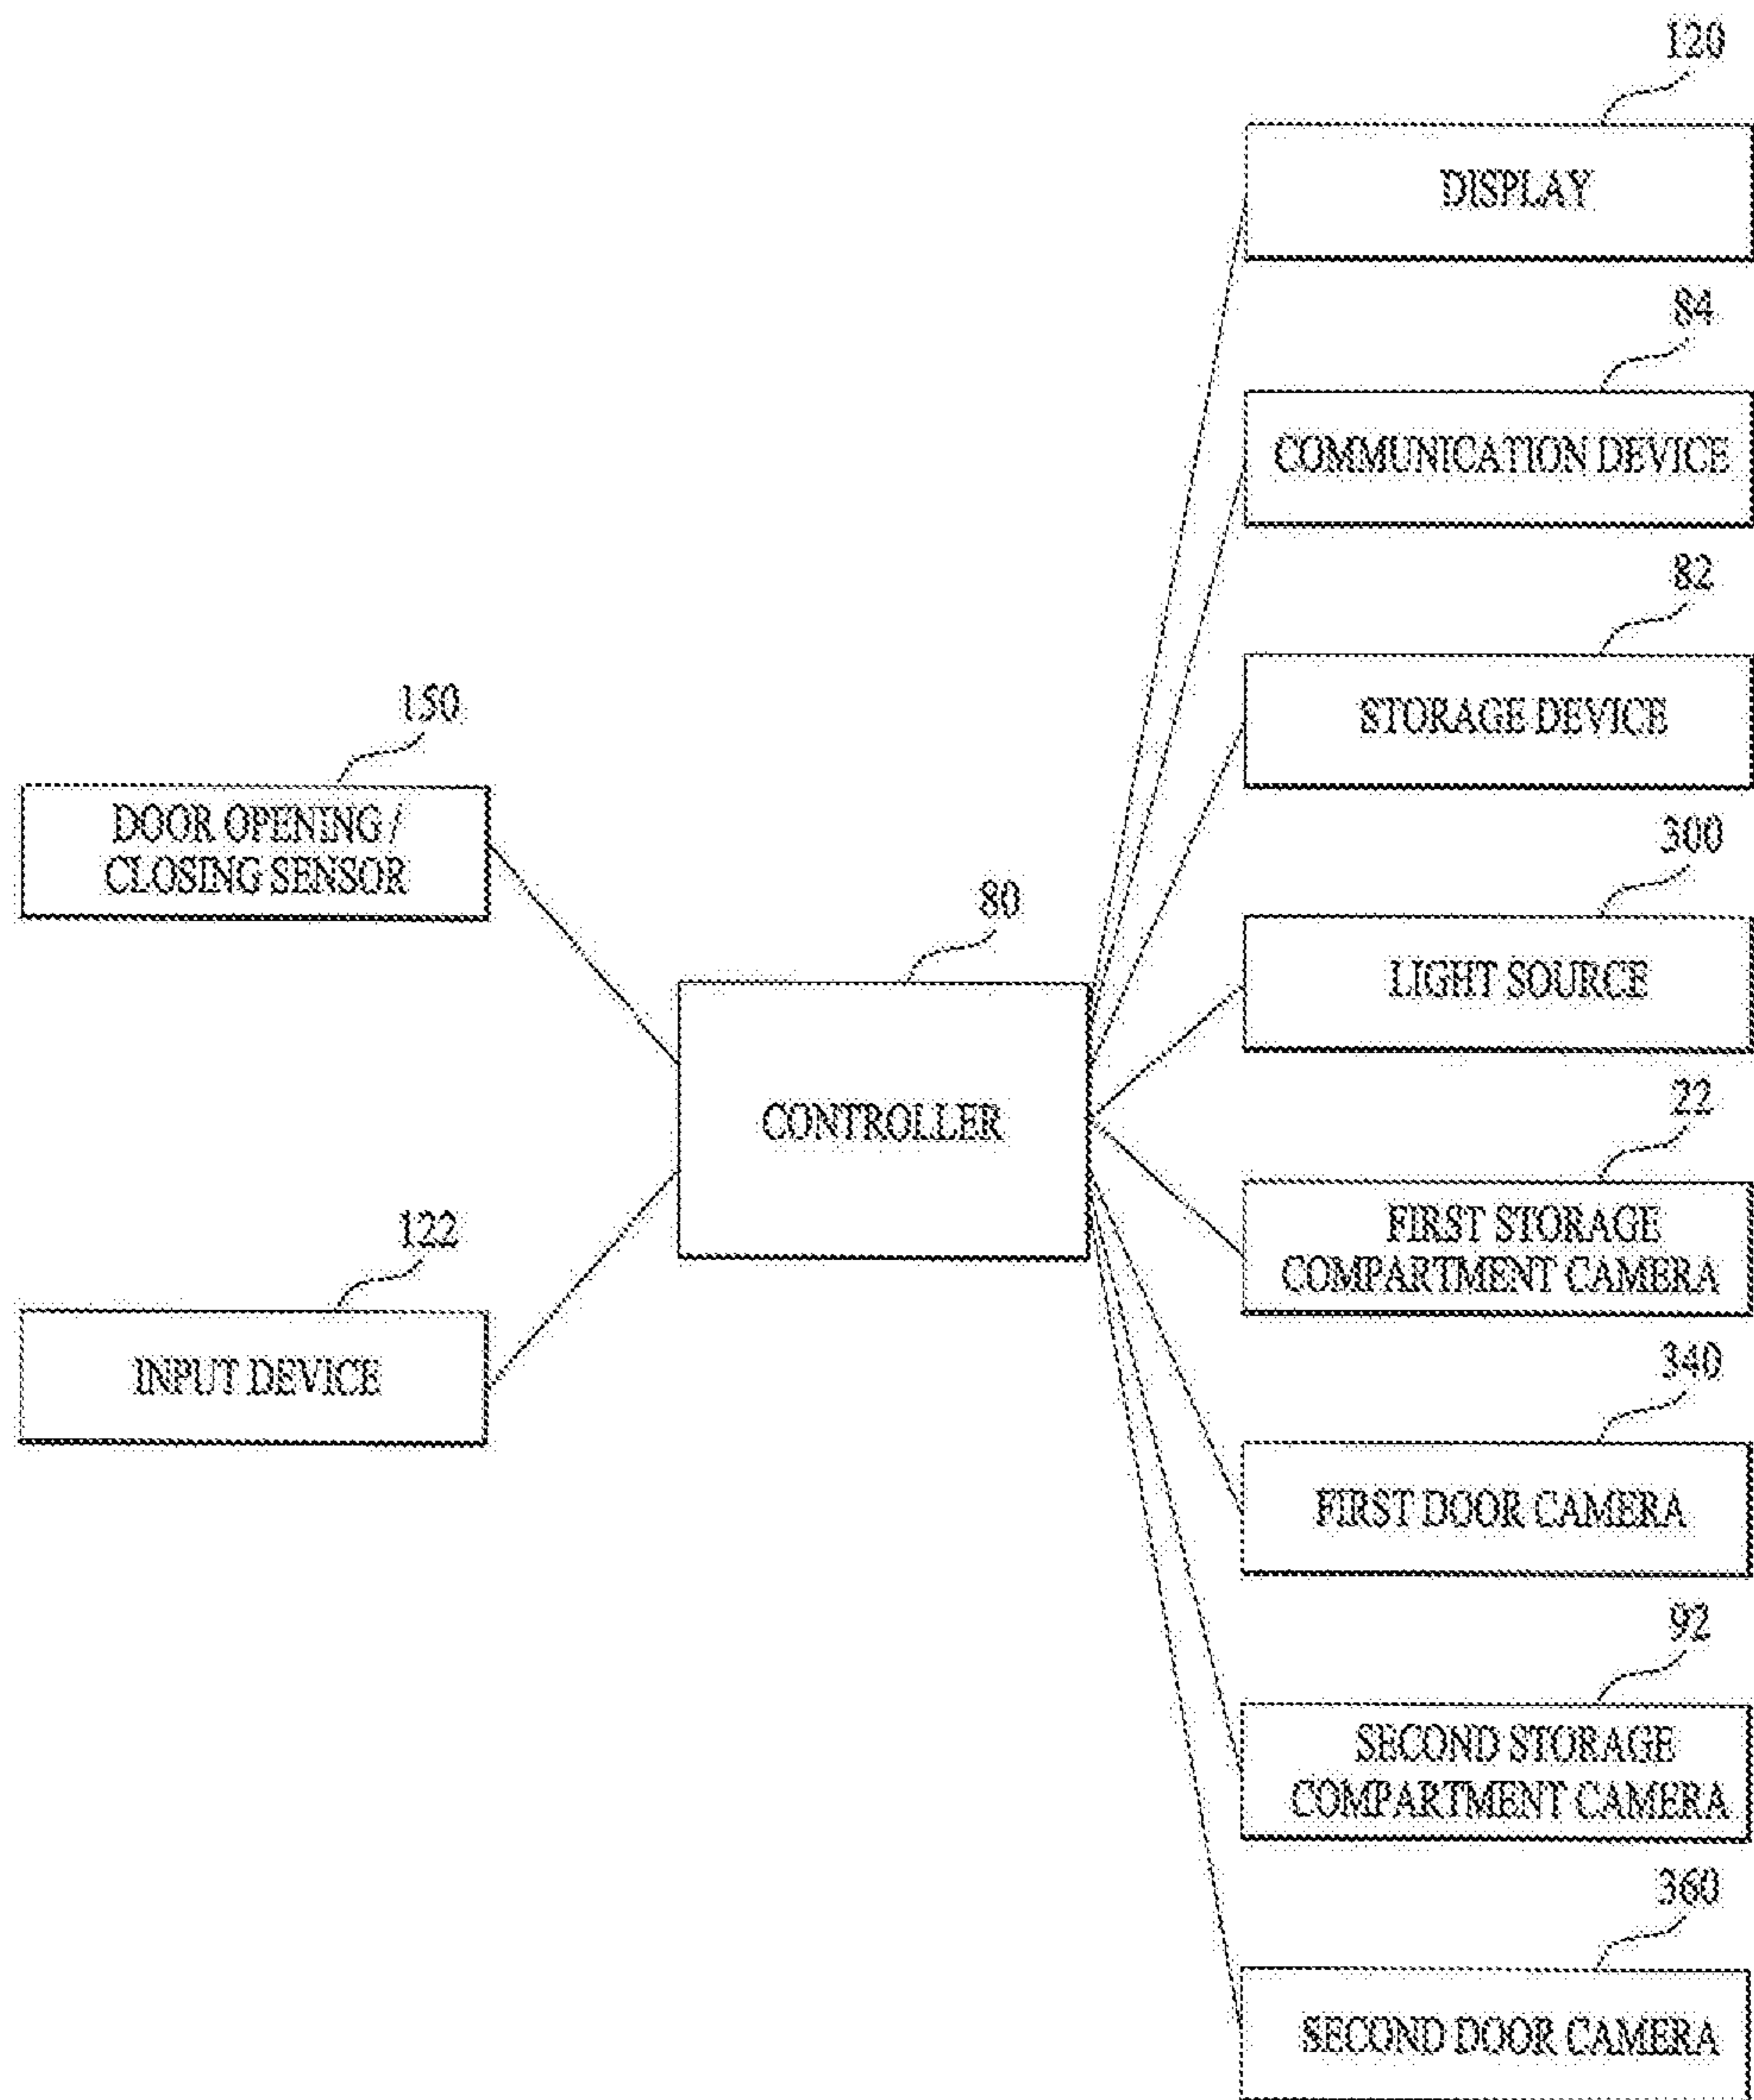 120
DISPLAY
84
COMMUNICATION DEVICE
82
STORAGE DEVICE
150
DOOR OPENING /
CLOSING SENSOR
300
LIGHT SOURCE
80
CONTROLLER
22
FIRST STORAGE
COMPARTMENT CAMERA
122
INPUT DEVICE
340
FIRST DOOR CAMERA
92
SECOND STORAGE
COMPARTMENT CAMERA
360
SECOND DOOR CAMERA